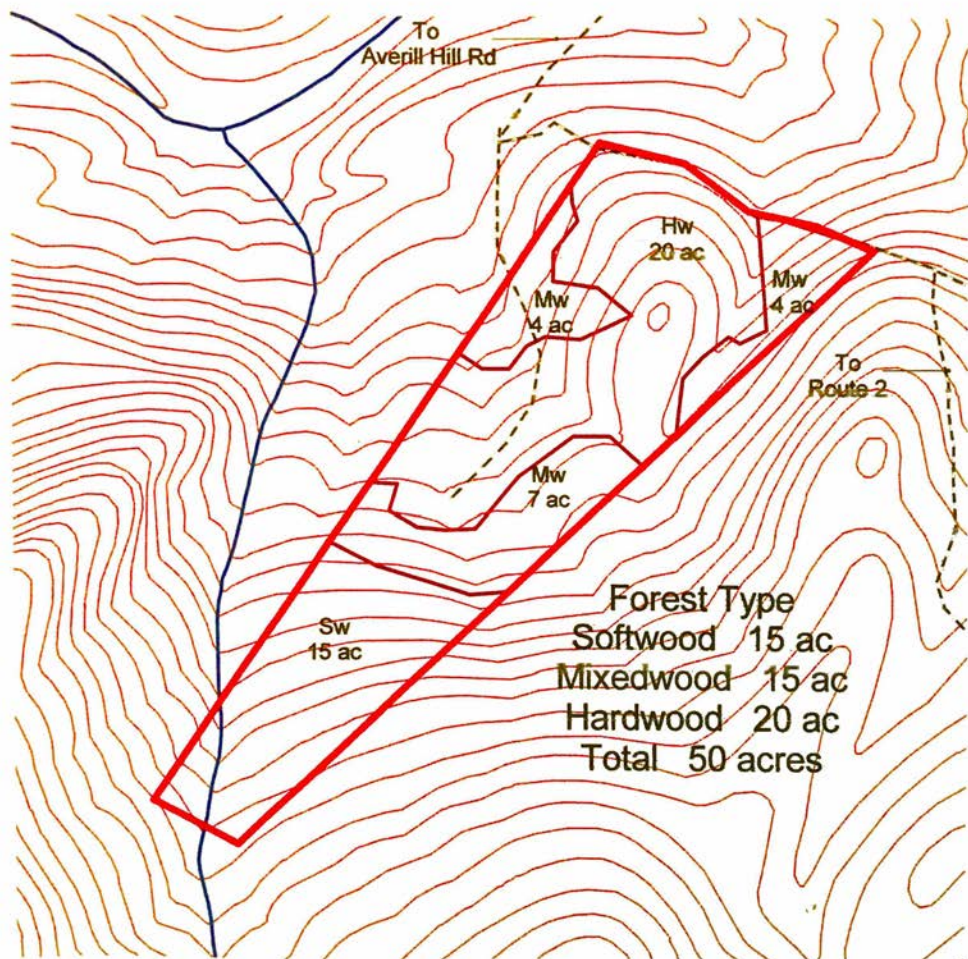 To
Averill Hill Rd
Hw
20 ac
Mw
4 ac
Mw
4 ac
To
Route 2
Mw
7 ac
Sw
15 ac
Forest Type
Softwood 15 ac
Mixedwood 15 ac
Hardwood 20 ac
Total 50 acres